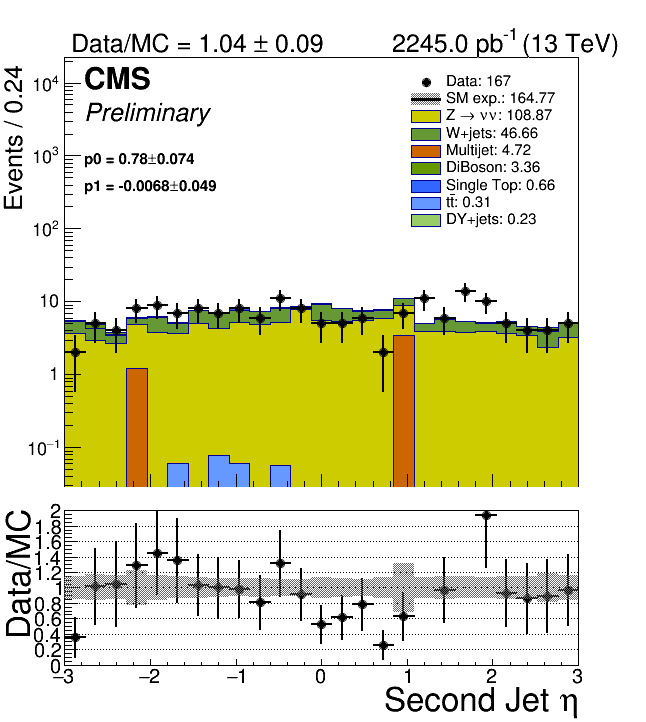 Data/MC = 1.04 ± 0.09 2245.0 pb⁻¹ (13 TeV)
CMS
Preliminary
p0 = 0.78±0.074
p1 = -0.0068±0.049
Data: 167
SM exp.: 164.77
Z → νν: 108.87
W+jets: 46.66
Multijet: 4.72
DiBoson: 3.36
Single Top: 0.66
tt̄: 0.31
DY+jets: 0.23
Events / 0.24
10⁴
10³
10²
10
1
10⁻¹
Data/MC
2
1.8
1.6
1.4
1.2
1
0.8
0.6
0.4
0.2
0
−3 −2 −1 0 1 2 3
Second Jet η